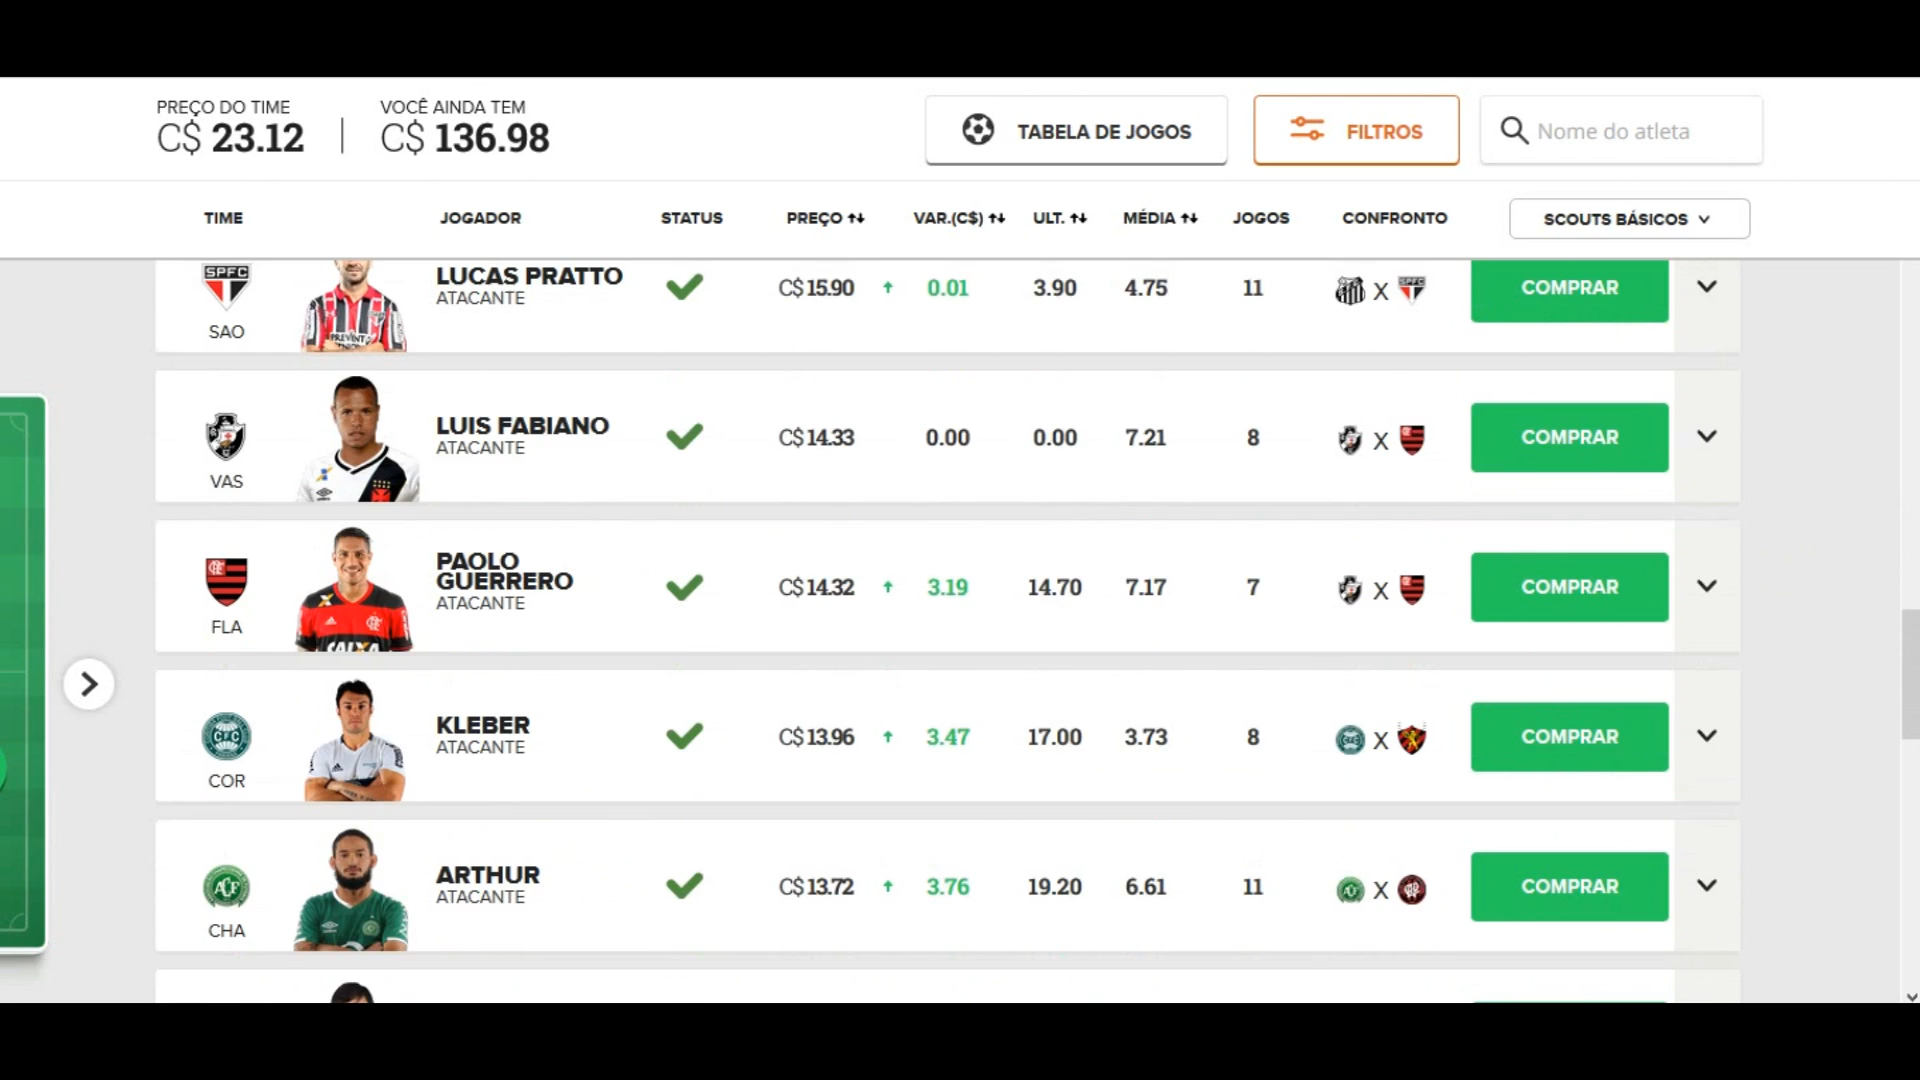 PREÇO DO TIME
C$ 23.12
VOCÊ AINDA TEM
C$ 136.98
TABELA DE JOGOS
FILTROS
Nome do atleta
TIME JOGADOR STATUS PREÇO VAR.(C$) ULT. MÉDIA JOGOS CONFRONTO SCOUTS BÁSICOS
SPFC
SAO
LUCAS PRATTO
ATACANTE
C$ 15.90 0.01 3.90 4.75 11 X COMPRAR
VAS
LUIS FABIANO
ATACANTE
C$ 14.33 0.00 0.00 7.21 8 X COMPRAR
FLA
PAOLO
GUERRERO
ATACANTE
C$ 14.32 3.19 14.70 7.17 7 X COMPRAR
CFC
COR
KLEBER
ATACANTE
C$ 13.96 3.47 17.00 3.73 8 X COMPRAR
ACF
CHA
ARTHUR
ATACANTE
C$ 13.72 3.76 19.20 6.61 11 X COMPRAR